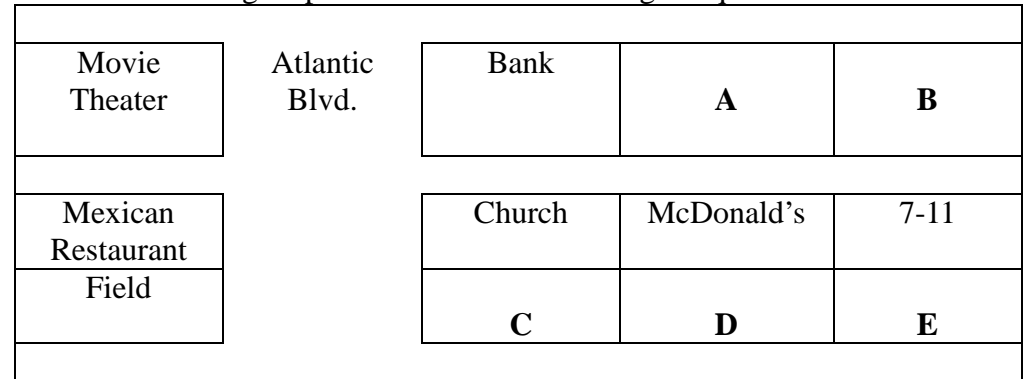 Movie
Theater
Atlantic
Blvd.
Bank
A
B
Mexican
Restaurant
Church
McDonald's
7-11
Field
C
D
E